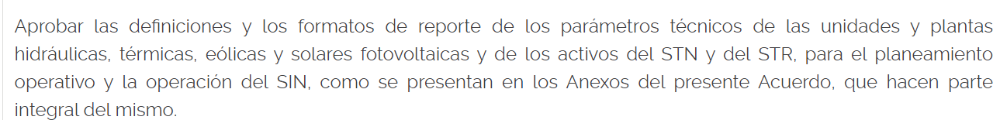 Aprobar las definiciones y los formatos de reporte de los parámetros técnicos de las unidades y plantas
hidráulicas, térmicas, eólicas y solares fotovoltaicas y de los activos del STN y del STR, para el planeamiento
operativo y la operación del SIN, como se presentan en los Anexos del presente Acuerdo, que hacen parte
integral del mismo.